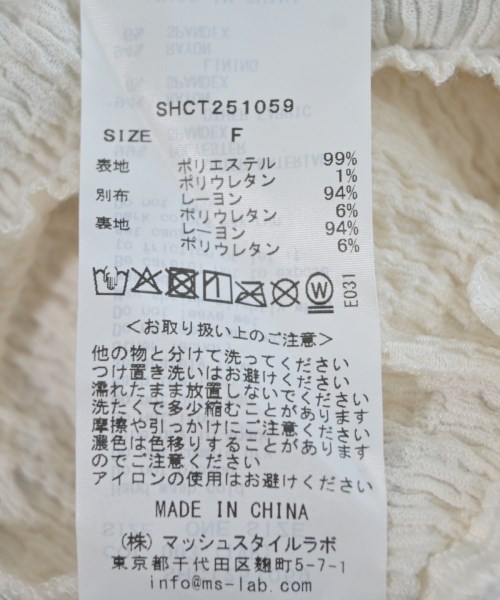 SHCT251059
SIZE F
表地 ポリエステル 99%
ポリウレタン 1%
別布 レーヨン 94%
ポリウレタン 6%
裏地 レーヨン 94%
ポリウレタン 6%
W E031
＜お取り扱い上のご注意＞
他の物と分けて洗ってください
つけ置き洗いはお避けください
濡れたまま放置しないでください
洗たくで多少縮むことがあります
摩擦や引っかけにご注意ください
濃色は色移りすることがあります
のでご注意ください
アイロンの使用はお避けください
MADE IN CHINA
(株) マッシュスタイルラボ
東京都千代田区麹町5-7-1
info@ms-lab.com